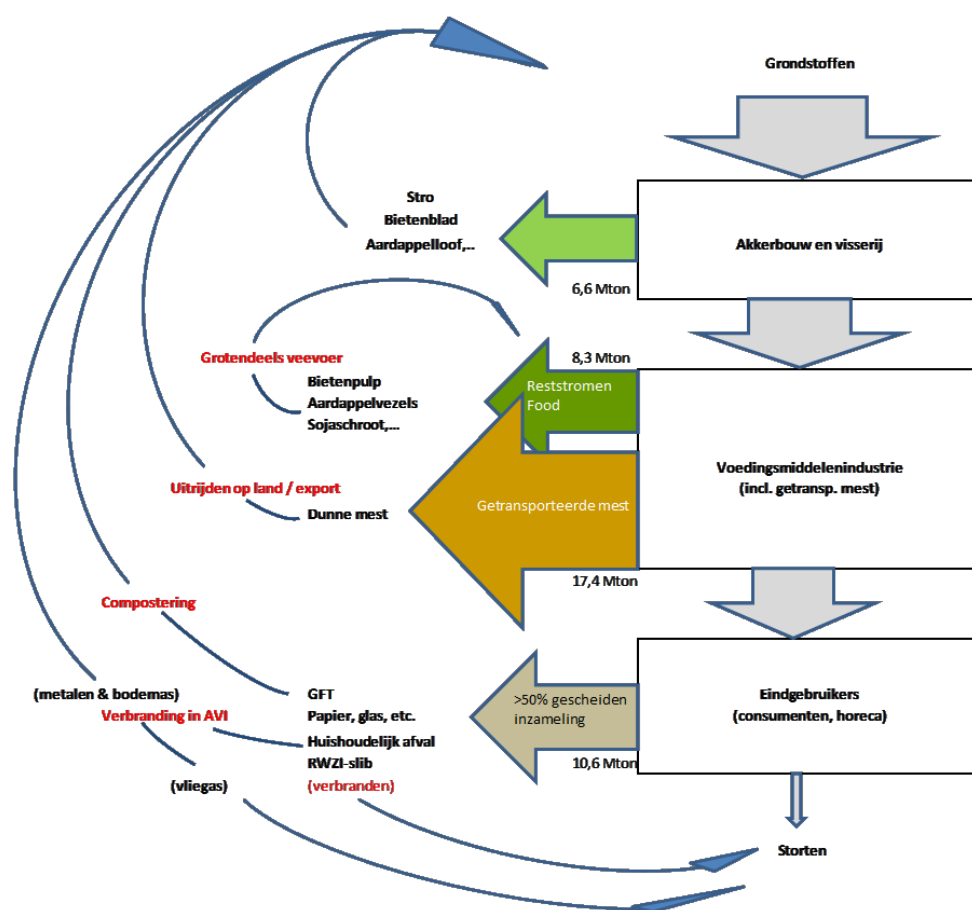 Grondstoffen
Stro
Bietenblad
Aardappelloof,..
Akkerbouw en visserij
6,6 Mton
8,3 Mton
Grotendeels veevoer
Bietenpulp
Aardappelvezels
Sojaschroot,...
Reststromen
Food
Voedingsmiddelenindustrie
(incl. getransp. mest)
Uitrijden op land / export
Dunne mest
Getransporteerde mest
17,4 Mton
Compostering
(metalen & bodemas)
Verbranding in AVI
GFT
Papier, glas, etc.
Huishoudelijk afval
RWZI-slib
(verbranden)
(vliegas)
>50% gescheiden
inzameling
10,6 Mton
Eindgebruikers
(consumenten, horeca)
Storten